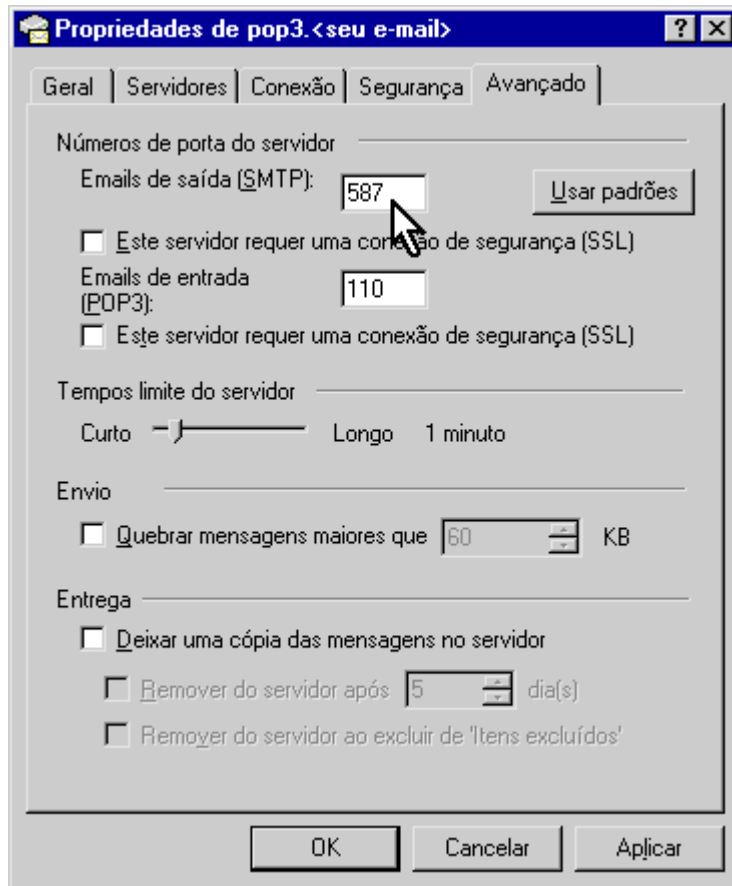 Propriedades de pop3.<seu e-mail>
Geral Servidores Conexão Segurança Avançado
Números de porta do servidor
Emails de saída (SMTP): 587 Usar padrões
Este servidor requer uma conexão de segurança (SSL)
Emails de entrada
(POP3): 110
Este servidor requer uma conexão de segurança (SSL)
Tempos limite do servidor
Curto Longo 1 minuto
Envio
Quebrar mensagens maiores que 60 KB
Entrega
Deixar uma cópia das mensagens no servidor
Remover do servidor após 5 dia(s)
Remover do servidor ao excluir de 'Itens excluídos'
OK Cancelar Aplicar